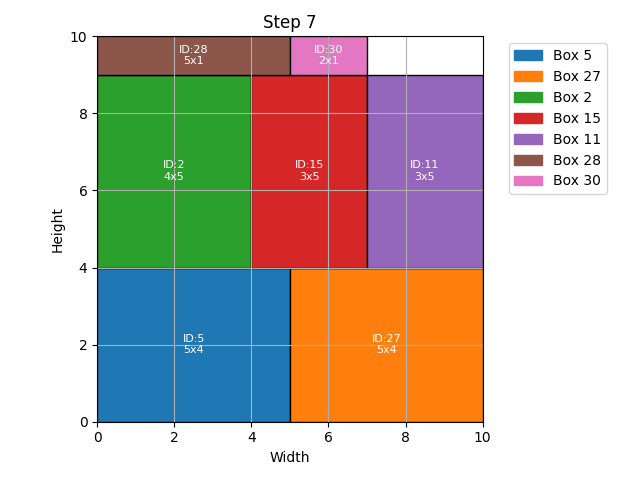 Step 7
10
8
6
4
2
0
Height
0 2 4 6 8 10
Width
ID:28
5x1
ID:30
2x1
ID:2
4x5
ID:15
3x5
ID:11
3x5
ID:5
5x4
ID:27
5x4
Box 5
Box 27
Box 2
Box 15
Box 11
Box 28
Box 30